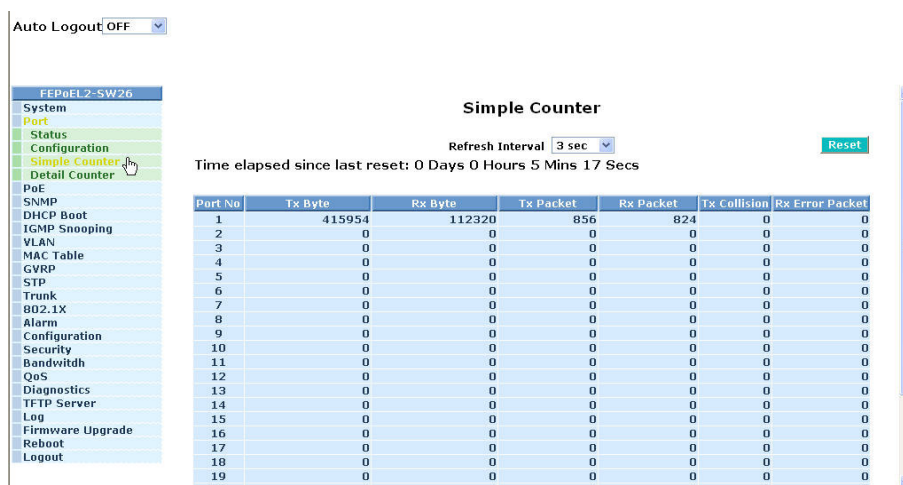 Auto Logout OFF
FEPoEL2-SW26
System
Port
Status
Configuration
Simple Counter
Detail Counter
PoE
SNMP
DHCP Boot
IGMP Snooping
VLAN
MAC Table
GVRP
STP
Trunk
802.1X
Alarm
Configuration
Security
Bandwitdh
QoS
Diagnostics
TFTP Server
Log
Firmware Upgrade
Reboot
Logout
Simple Counter
Refresh Interval 3 sec
Reset
Time elapsed since last reset: 0 Days 0 Hours 5 Mins 17 Secs
Port No Tx Byte Rx Byte Tx Packet Rx Packet Tx Collision Rx Error Packet
1 415954 112320 856 824 0 0
2 0 0 0 0 0 0
3 0 0 0 0 0 0
4 0 0 0 0 0 0
5 0 0 0 0 0 0
6 0 0 0 0 0 0
7 0 0 0 0 0 0
8 0 0 0 0 0 0
9 0 0 0 0 0 0
10 0 0 0 0 0 0
11 0 0 0 0 0 0
12 0 0 0 0 0 0
13 0 0 0 0 0 0
14 0 0 0 0 0 0
15 0 0 0 0 0 0
16 0 0 0 0 0 0
17 0 0 0 0 0 0
18 0 0 0 0 0 0
19 0 0 0 0 0 0